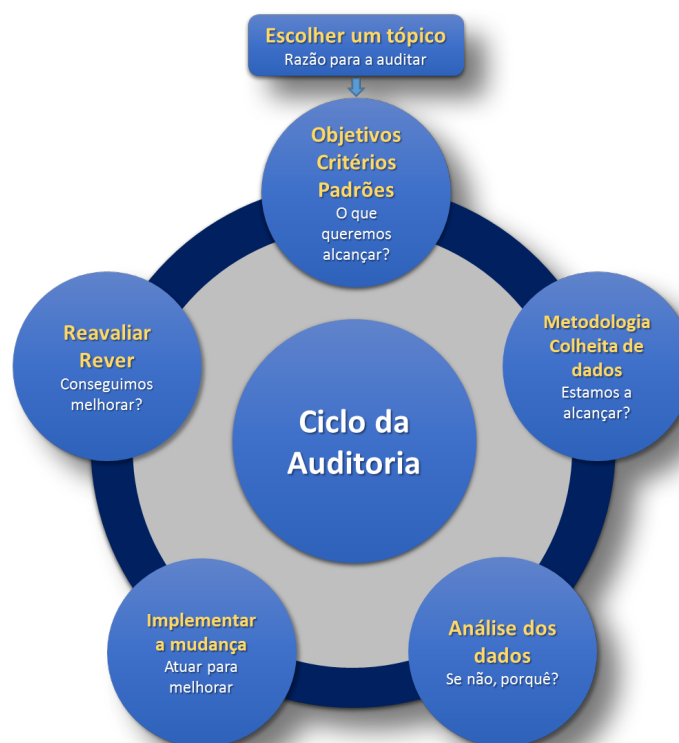 Escolher um tópico
Razão para a auditar
Objetivos
Critérios
Padrões
O que
queremos
alcançar?
Metodologia
Colheita de
dados
Estamos a
alcançar?
Análise dos
dados
Se não, porquê?
Implementar
a mudança
Atuar para
melhorar
Reavaliar
Rever
Conseguimos
melhorar?
Ciclo da
Auditoria